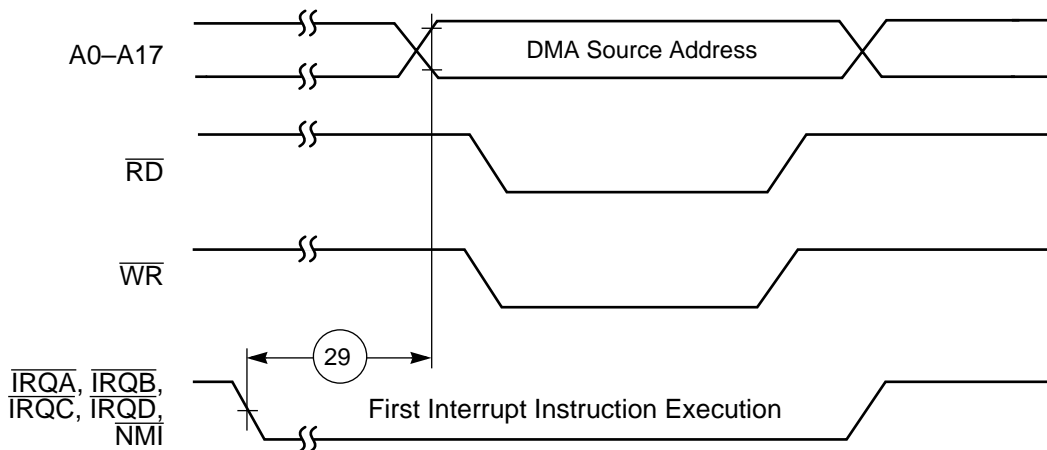 A0–A17
DMA Source Address
RD
WR
29
IRQA, IRQB,
IRQC, IRQD,
NMI
First Interrupt Instruction Execution